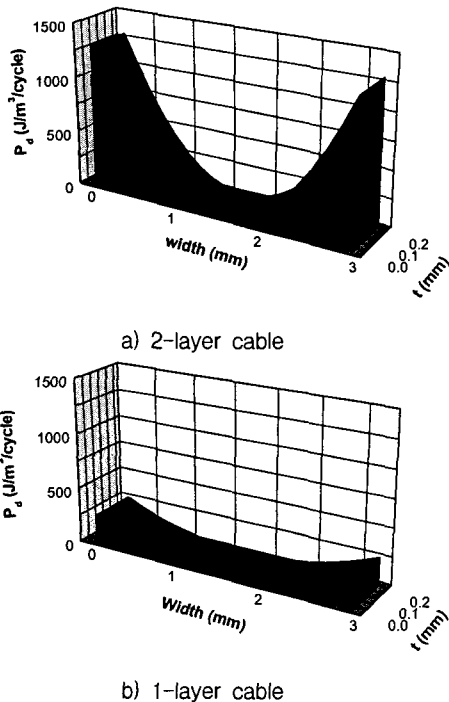 1500
1000
500
0
P_d (J/m³/cycle)
0
1
2
3
width (mm)
0.0
0.1
0.2
t (mm)
a) 2-layer cable
1500
1000
500
0
P_d (J/m³/cycle)
0
1
2
3
Width (mm)
0.0
0.1
0.2
t (mm)
b) 1-layer cable